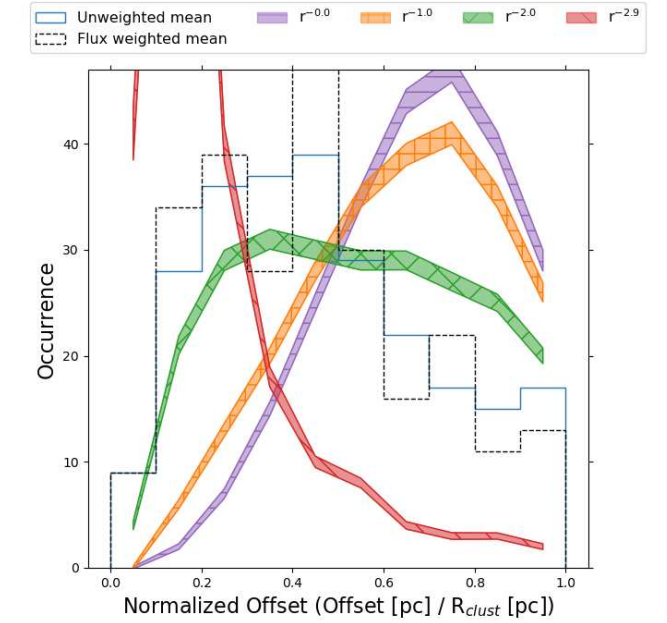 Unweighted mean
Flux weighted mean
r^-0.0
r^-1.0
r^-2.0
r^-2.9
Occurrence
40
30
20
10
0
0.0 0.2 0.4 0.6 0.8 1.0
Normalized Offset (Offset [pc] / R_clust [pc])